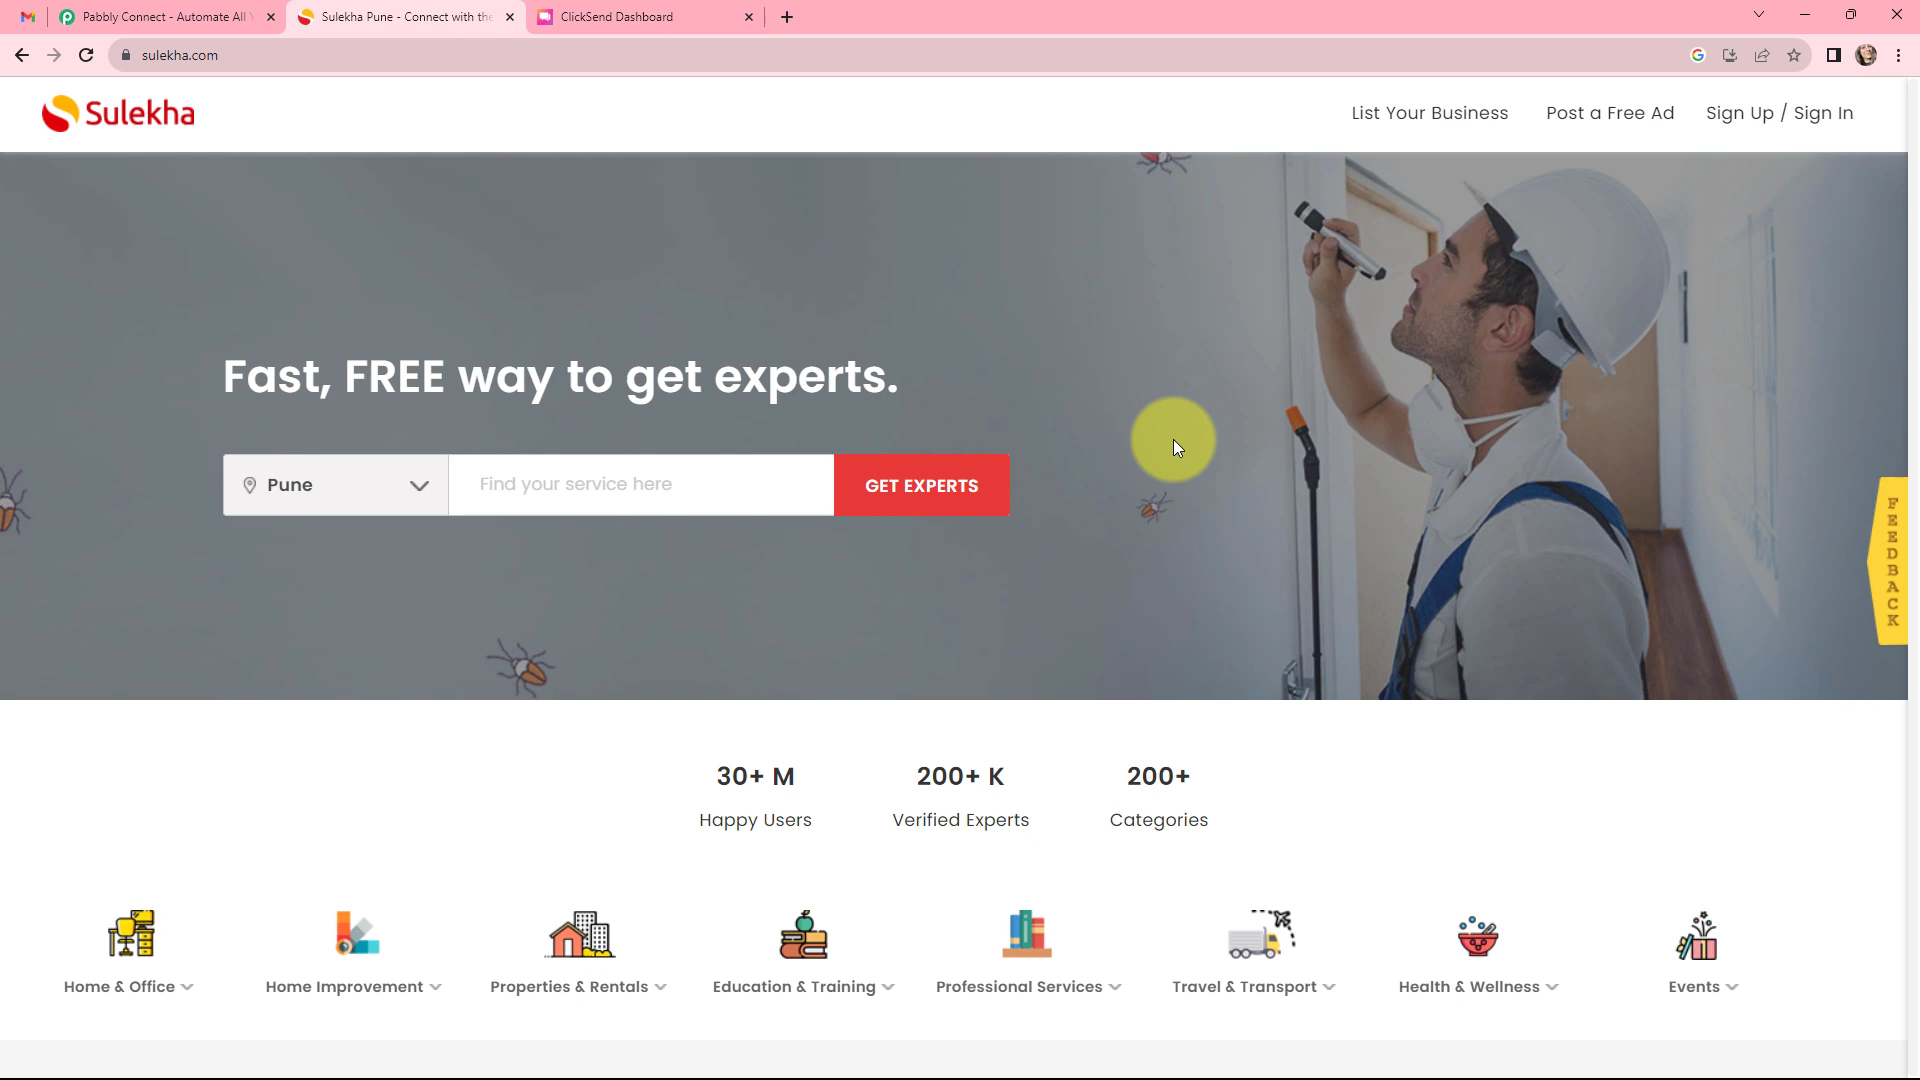 Pabbly Connect - Automate All
Sulekha Pune - Connect with the
ClickSend Dashboard
sulekha.com
Sulekha
List Your Business
Post a Free Ad
Sign Up / Sign In
Fast, FREE way to get experts.
Pune
Find your service here
GET EXPERTS
FEEDBACK
30+ M
200+ K
200+
Happy Users
Verified Experts
Categories
Home & Office
Home Improvement
Properties & Rentals
Education & Training
Professional Services
Travel & Transport
Health & Wellness
Events